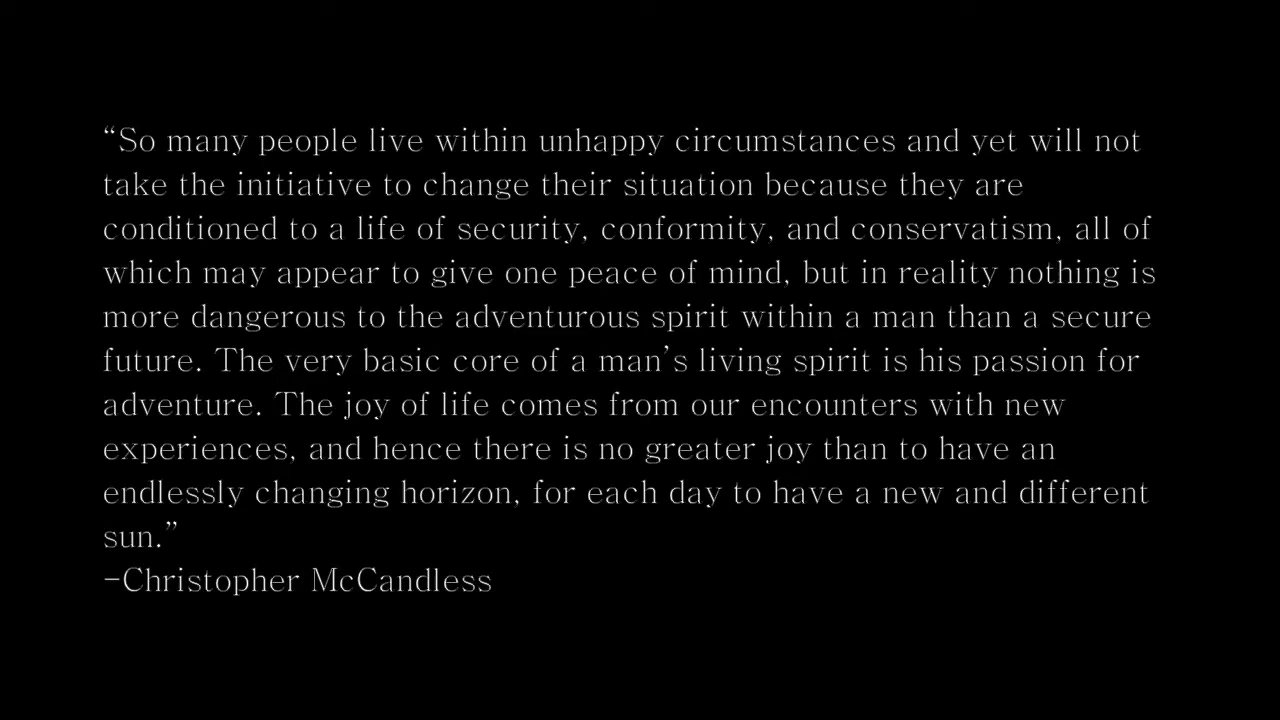 “So many people live within unhappy circumstances and yet will not
take the initiative to change their situation because they are
conditioned to a life of security, conformity, and conservatism, all of
which may appear to give one peace of mind, but in reality nothing is
more dangerous to the adventurous spirit within a man than a secure
future. The very basic core of a man’s living spirit is his passion for
adventure. The joy of life comes from our encounters with new
experiences, and hence there is no greater joy than to have an
endlessly changing horizon, for each day to have a new and different
sun.”
–Christopher McCandless